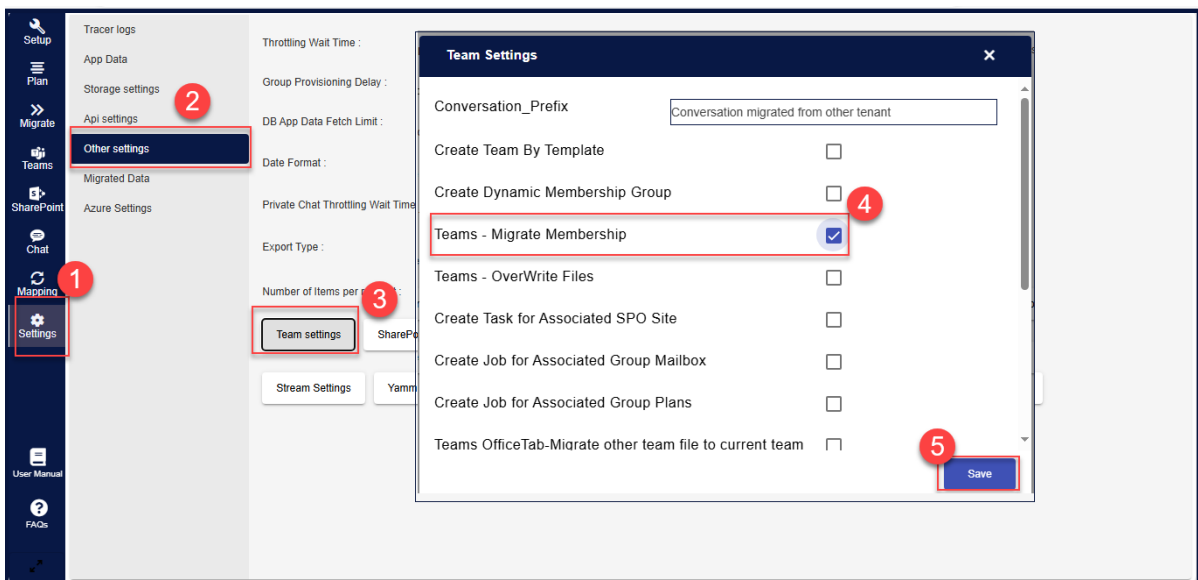 Setup
Plan
Migrate
Teams
SharePoint
Chat
Mapping
Settings
User Manual
FAQs
Tracer logs
App Data
Storage settings
Api settings
Other settings
Migrated Data
Azure Settings
1
2
3
4
5
Throttling Wait Time :
Group Provisioning Delay :
DB App Data Fetch Limit :
Date Format :
Private Chat Throttling Wait Time
Export Type :
Number of Items per
Team settings
Stream Settings
Team Settings
Conversation_Prefix
Conversation migrated from other tenant
Create Team By Template
Create Dynamic Membership Group
Teams - Migrate Membership
Teams - OverWrite Files
Create Task for Associated SPO Site
Create Job for Associated Group Mailbox
Create Job for Associated Group Plans
Teams OfficeTab-Migrate other team file to current team
Save